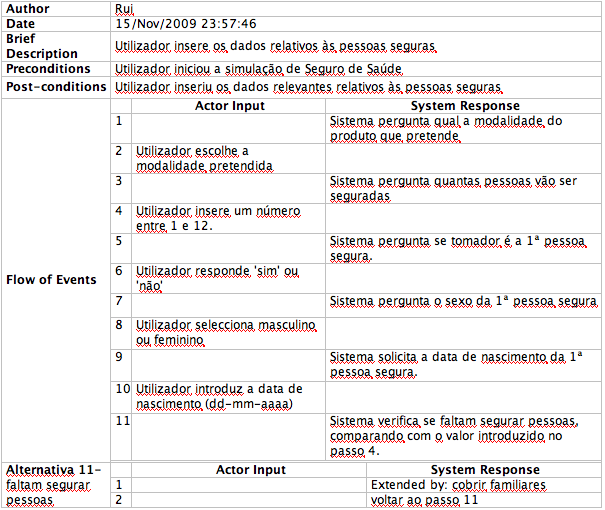 Author Rui
Date 15/Nov/2009 23:57:46
Brief
Description Utilizador insere os dados relativos às pessoas seguras
Preconditions Utilizador iniciou a simulação de Seguro de Saúde
Post-conditions Utilizador inseriu os dados relevantes relativos às pessoas seguras
Flow of Events
Actor Input System Response
1 Sistema pergunta qual a modalidade do
produto que pretende
2 Utilizador escolhe a
modalidade pretendida
3 Sistema pergunta quantas pessoas vão ser
seguradas
4 Utilizador insere um número
entre 1 e 12.
5 Sistema pergunta se tomador é a 1ª pessoa
segura.
6 Utilizador responde 'sim' ou
'não'
7 Sistema pergunta o sexo da 1ª pessoa segura
8 Utilizador selecciona masculino
ou feminino
9 Sistema solicita a data de nascimento da 1ª
pessoa segura.
10 Utilizador introduz a data de
nascimento (dd-mm-aaaa)
11 Sistema verifica se faltam segurar pessoas,
comparando com o valor introduzido no
passo 4.
Alternativa 11-
faltam segurar
pessoas
Actor Input System Response
1 Extended by: cobrir familiares
2 voltar ao passo 11